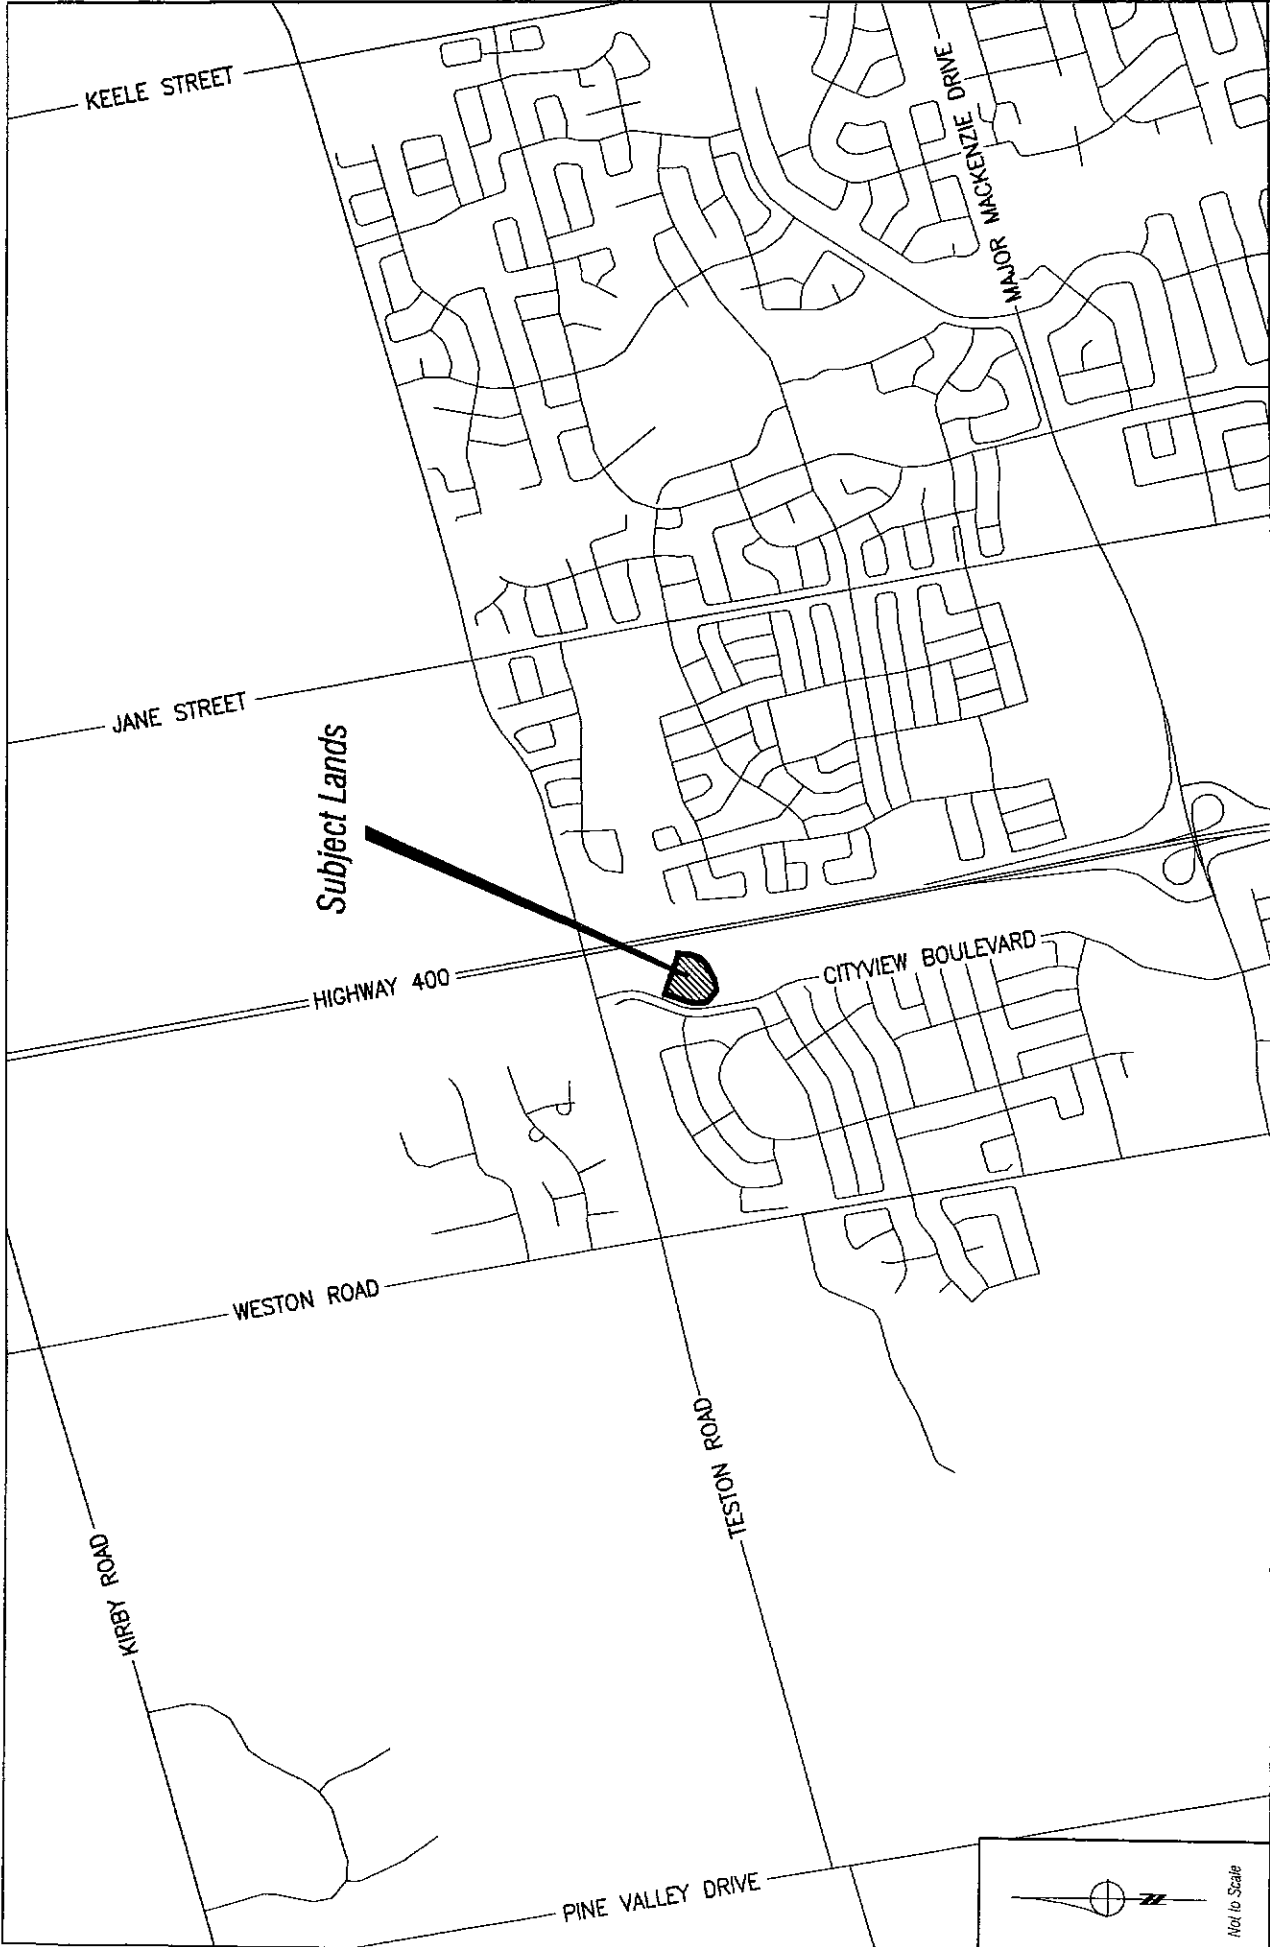 KEELE STREET
MAJOR MACKENZIE DRIVE
JANE STREET
Subject Lands
HIGHWAY 400
CITYVIEW BOULEVARD
WESTON ROAD
TESTON ROAD
KIRBY ROAD
PINE VALLEY DRIVE
N
Not to Scale